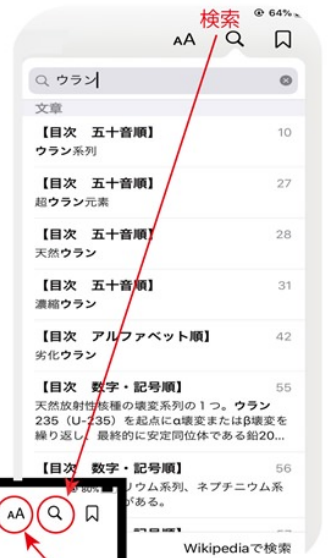 検索
64%
AA
ウラン
文章
【目次 五十音順】 10
ウラン系列
【目次 五十音順】 27
超ウラン元素
【目次 五十音順】 28
天然ウラン
【目次 五十音順】 31
濃縮ウラン
【目次 アルファベット順】 42
劣化ウラン
【目次 数字・記号順】 55
天然放射性核種の壊変系列の1つ。ウラン
235（U-235）を起点にα壊変またはβ壊変を
繰り返し、最終的に安定同位体である鉛20...
【目次 数字・記号順】 56
リウム系列、ネプチニウム系
がある。
80%
AA
Wikipediaで検索